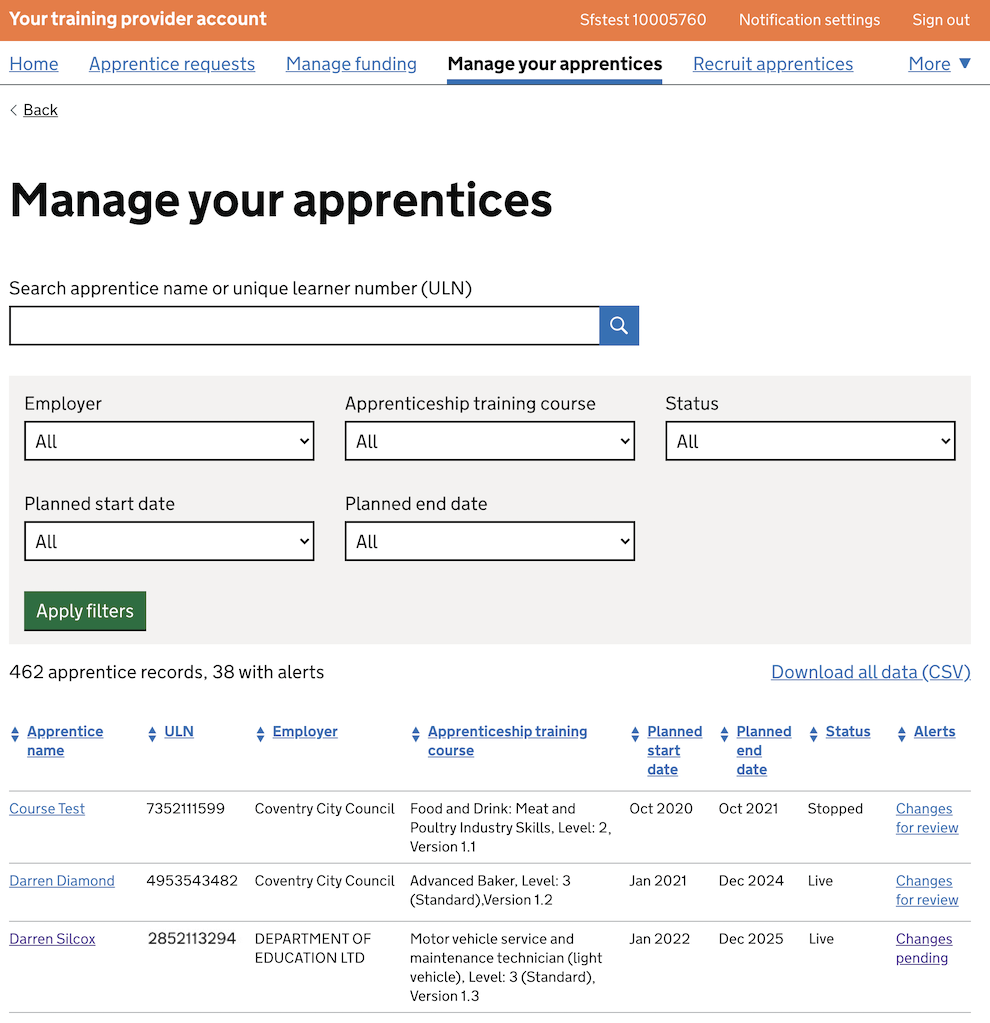 Your training provider account Sfstest 10005760 Notification settings Sign out
Home Apprentice requests Manage funding Manage your apprentices Recruit apprentices More
Back
Manage your apprentices
Search apprentice name or unique learner number (ULN)
Employer Apprenticeship training course Status
All All All
Planned start date Planned end date
All All
Apply filters
462 apprentice records, 38 with alerts Download all data (CSV)
Apprentice name ULN Employer Apprenticeship training course Planned start date Planned end date Status Alerts
Course Test 7352111599 Coventry City Council Food and Drink: Meat and Oct 2020 Oct 2021 Stopped Changes
Poultry Industry Skills, Level: 2, for review
Version 1.1
Darren Diamond 4953543482 Coventry City Council Advanced Baker, Level: 3 Jan 2021 Dec 2024 Live Changes
(Standard),Version 1.2 for review
Darren Silcox 2852113294 DEPARTMENT OF Motor vehicle service and Jan 2022 Dec 2025 Live Changes
EDUCATION LTD maintenance technician (light pending
vehicle), Level: 3 (Standard),
Version 1.3